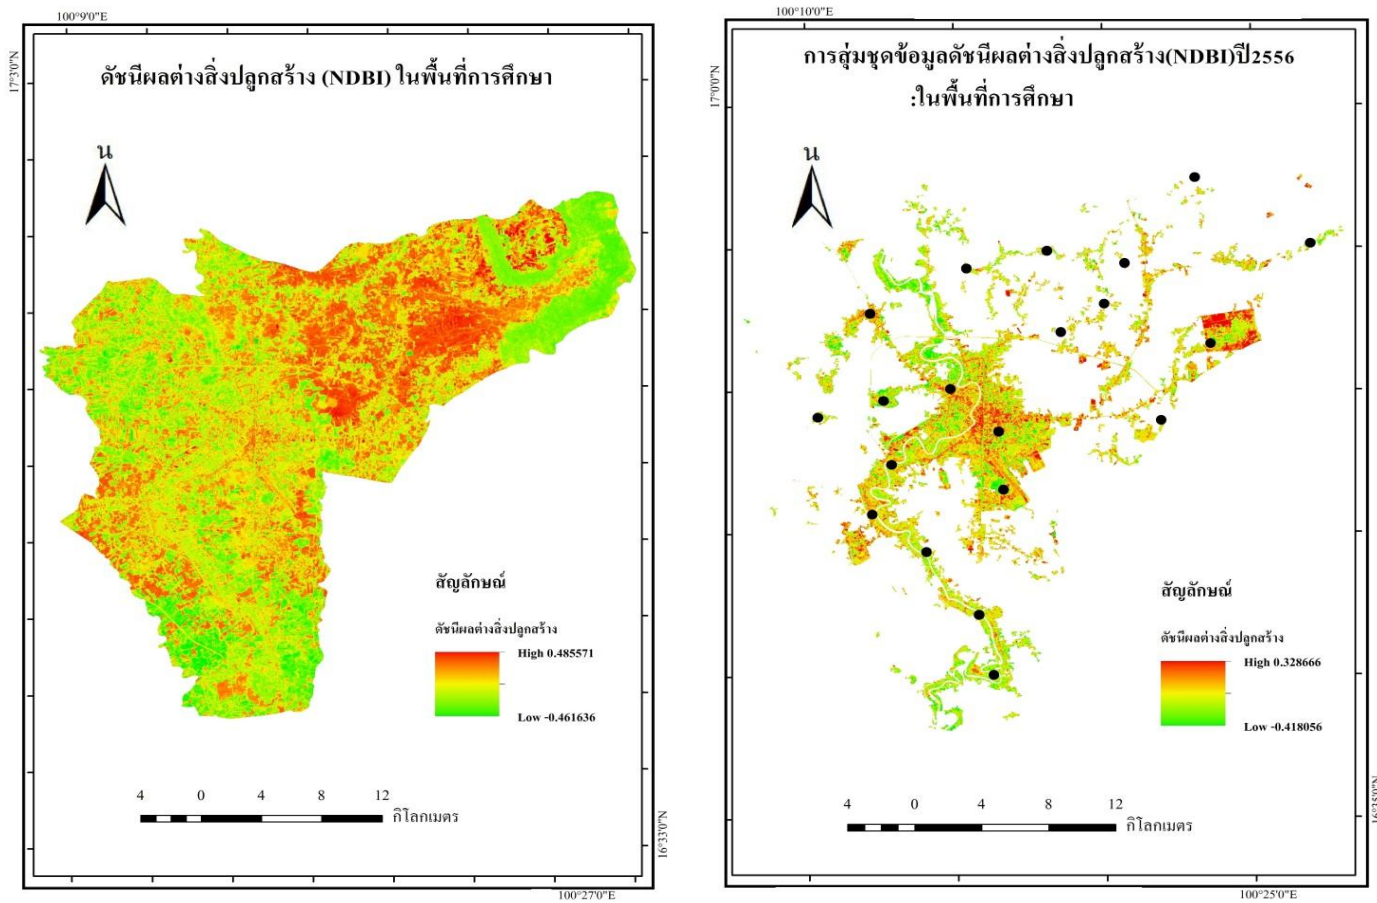 100°9'0"E
17°3'0"N
ดัชนีผลต่างสิ่งปลูกสร้าง (NDBI) ในพื้นที่การศึกษา
น
สัญลักษณ์
ดัชนีผลต่างสิ่งปลูกสร้าง
High 0.485571
Low -0.461636
4 0 4 8 12
กิโลกเมตร
16°33'0"N
100°27'0"E
100°10'0"E
17°0'0"N
การสุ่มชุดข้อมูลดัชนีผลต่างสิ่งปลูกสร้าง(NDBI)ปี2556
:ในพื้นที่การศึกษา
น
สัญลักษณ์
ดัชนีผลต่างสิ่งปลูกสร้าง
High 0.328666
Low -0.418056
4 0 4 8 12
กิโลกเมตร
16°35'0"N
100°25'0"E